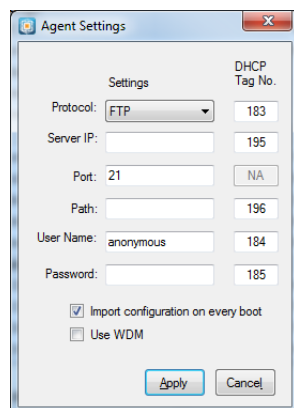 Agent Settings
DHCP
Settings Tag No.
Protocol: FTP 183
Server IP: 195
Port: 21 NA
Path: 196
User Name: anonymous 184
Password: 185
Import configuration on every boot
Use WDM
Apply Cancel